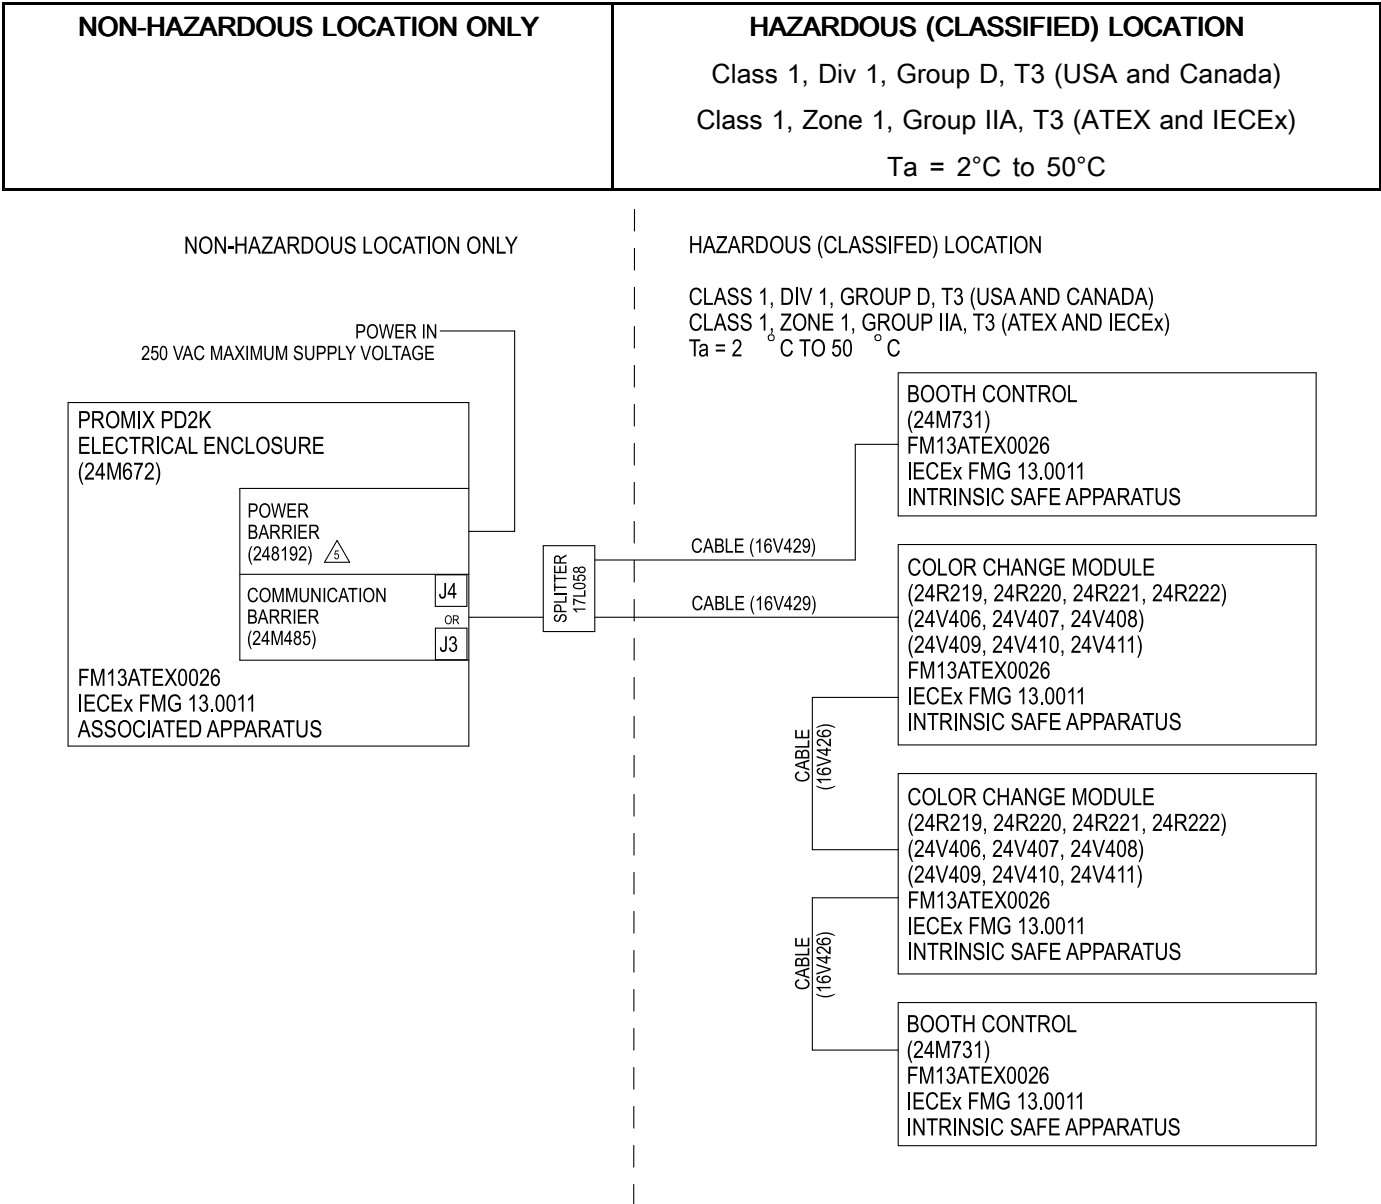 NON-HAZARDOUS LOCATION ONLY
HAZARDOUS (CLASSIFIED) LOCATION
Class 1, Div 1, Group D, T3 (USA and Canada)
Class 1, Zone 1, Group IIA, T3 (ATEX and IECEx)
Ta = 2°C to 50°C
NON-HAZARDOUS LOCATION ONLY
HAZARDOUS (CLASSIFED) LOCATION
CLASS 1, DIV 1, GROUP D, T3 (USA AND CANADA)
CLASS 1, ZONE 1, GROUP IIA, T3 (ATEX AND IECEx)
Ta = 2 °C TO 50 °C
POWER IN
250 VAC MAXIMUM SUPPLY VOLTAGE
PROMIX PD2K
ELECTRICAL ENCLOSURE
(24M672)
POWER
BARRIER
(248192) 5
COMMUNICATION
BARRIER
(24M485)
J4
OR
J3
FM13ATEX0026
IECEx FMG 13.0011
ASSOCIATED APPARATUS
SPLITTER
17L058
CABLE (16V429)
CABLE (16V429)
BOOTH CONTROL
(24M731)
FM13ATEX0026
IECEx FMG 13.0011
INTRINSIC SAFE APPARATUS
COLOR CHANGE MODULE
(24R219, 24R220, 24R221, 24R222)
(24V406, 24V407, 24V408)
(24V409, 24V410, 24V411)
FM13ATEX0026
IECEx FMG 13.0011
INTRINSIC SAFE APPARATUS
CABLE
(16V426)
COLOR CHANGE MODULE
(24R219, 24R220, 24R221, 24R222)
(24V406, 24V407, 24V408)
(24V409, 24V410, 24V411)
FM13ATEX0026
IECEx FMG 13.0011
INTRINSIC SAFE APPARATUS
CABLE
(16V426)
BOOTH CONTROL
(24M731)
FM13ATEX0026
IECEx FMG 13.0011
INTRINSIC SAFE APPARATUS